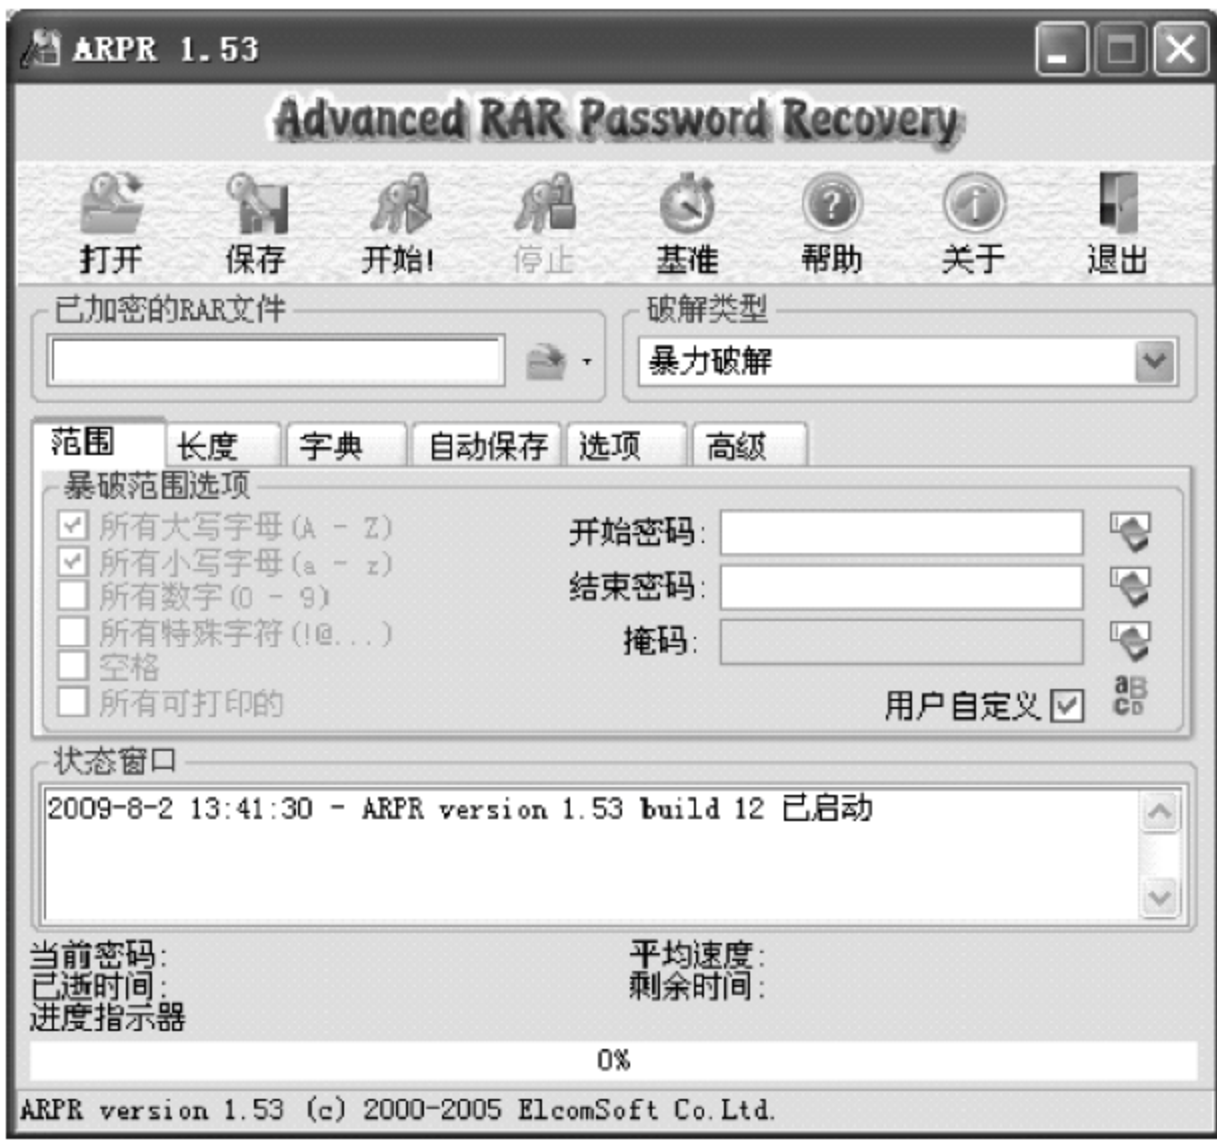 ARPR 1.53
Advanced RAR Password Recovery
打开 保存 开始! 停止 基准 帮助 关于 退出
已加密的RAR文件 破解类型
暴力破解
范围 长度 字典 自动保存 选项 高级
暴破范围选项
所有大写字母(A - Z) 开始密码:
所有小写字母(a - z)
所有数字(0 - 9) 结束密码:
所有特殊字符(!@...) 掩码:
空格
所有可打印的 用户自定义
状态窗口
2009-8-2 13:41:30 - ARPR version 1.53 build 12 已启动
当前密码: 平均速度:
已逝时间: 剩余时间:
进度指示器
0%
ARPR version 1.53 (c) 2000-2005 ElcomSoft Co.Ltd.